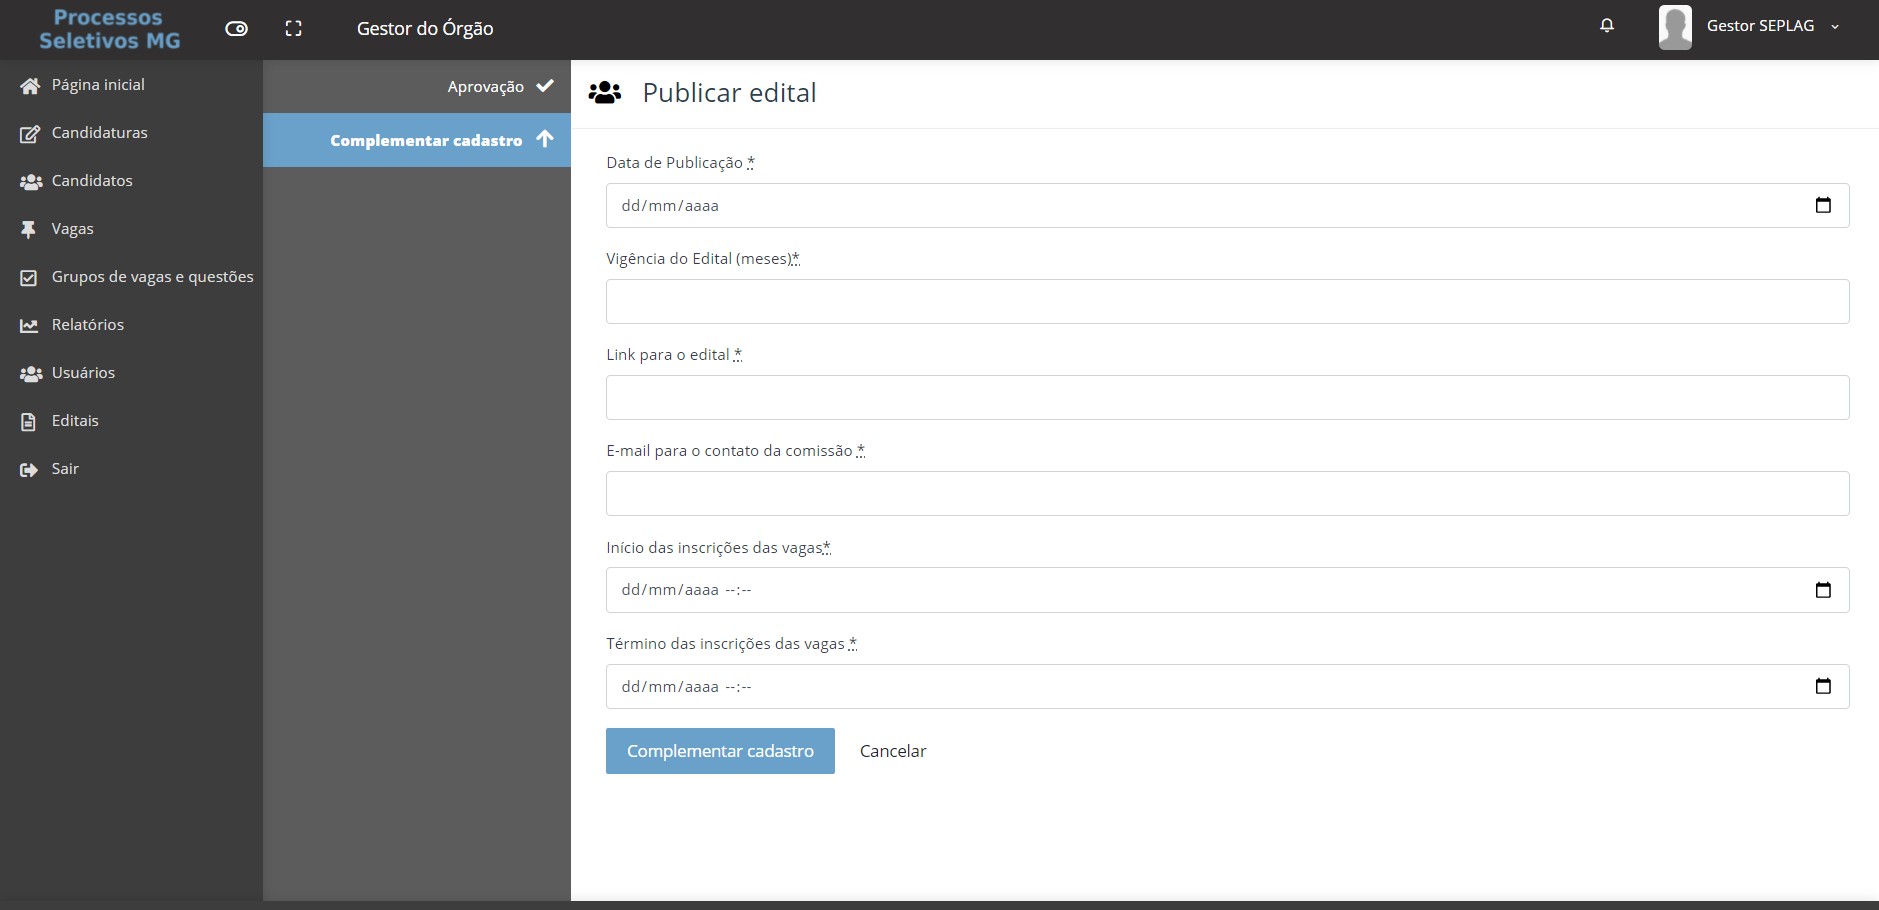 Processos
Seletivos MG
Gestor do Órgão
Gestor SEPLAG
Página inicial
Candidaturas
Candidatos
Vagas
Grupos de vagas e questões
Relatórios
Usuários
Editais
Sair
Aprovação
Complementar cadastro
Publicar edital
Data de Publicação *
dd/mm/aaaa
Vigência do Edital (meses)*
Link para o edital *
E-mail para o contato da comissão *
Início das inscrições das vagas*
dd/mm/aaaa --:--
Término das inscrições das vagas *
dd/mm/aaaa --:--
Complementar cadastro
Cancelar